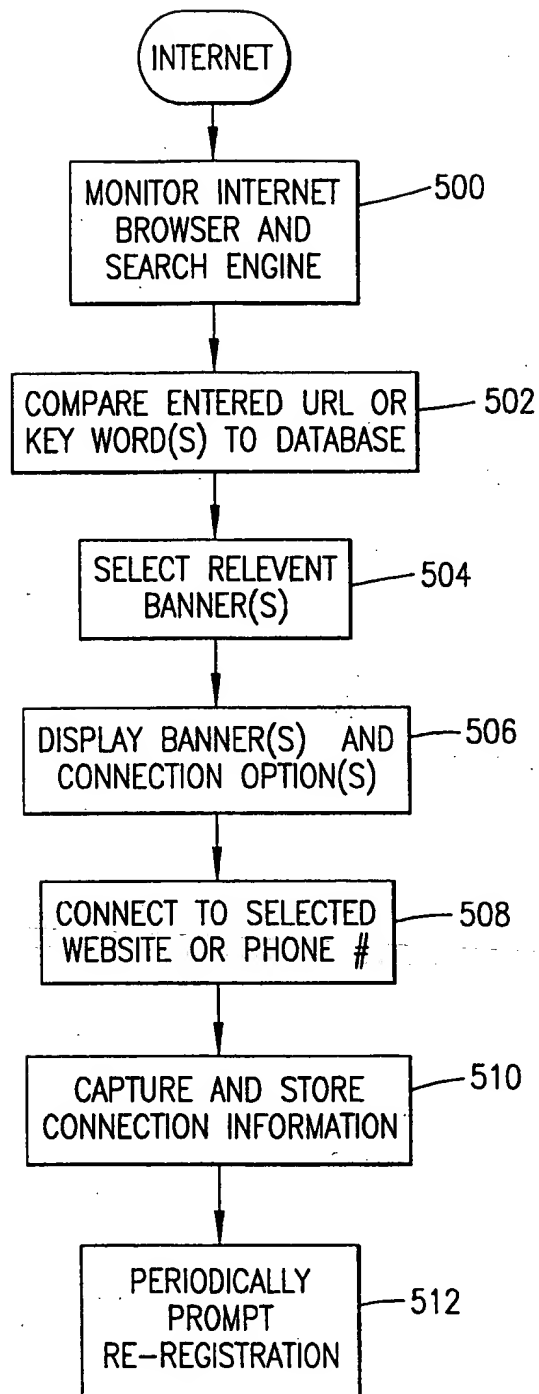 INTERNET
MONITOR INTERNET
BROWSER AND
SEARCH ENGINE
500
COMPARE ENTERED URL OR
KEY WORD(S) TO DATABASE
502
SELECT RELEVENT
BANNER(S)
504
DISPLAY BANNER(S) AND
CONNECTION OPTION(S)
506
CONNECT TO SELECTED
WEBSITE OR PHONE #
508
CAPTURE AND STORE
CONNECTION INFORMATION
510
PERIODICALLY
PROMPT
RE-REGISTRATION
512